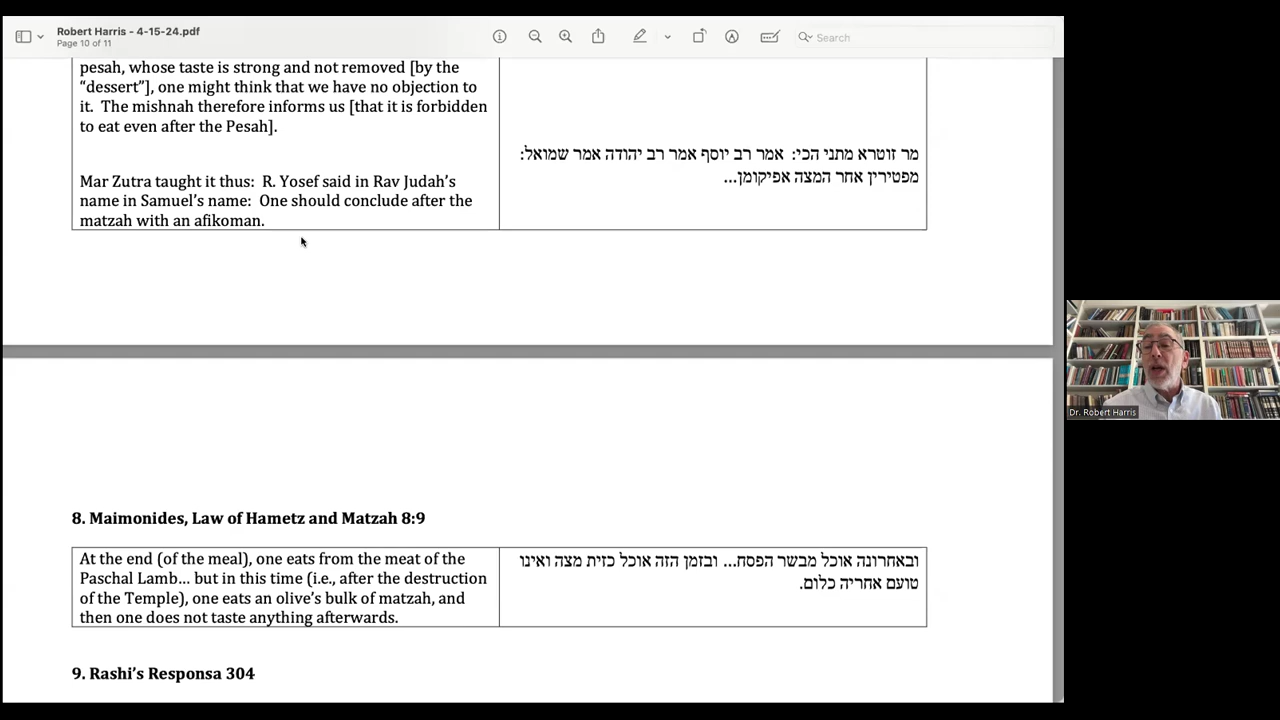 Robert Harris - 4-15-24.pdf
Page 10 of 11
Search
pesah, whose taste is strong and not removed [by the
“dessert”], one might think that we have no objection to
it.  The mishnah therefore informs us [that it is forbidden
to eat even after the Pesah].
מר זוטרא מתני הכי:  אמר רב יוסף אמר רב יהודה אמר שמואל:
מפטירין אחר המצה אפיקומן...
Mar Zutra taught it thus:  R. Yosef said in Rav Judah’s
name in Samuel’s name:  One should conclude after the
matzah with an afikoman.
8. Maimonides, Law of Hametz and Matzah 8:9
At the end (of the meal), one eats from the meat of the
Paschal Lamb... but in this time (i.e., after the destruction
of the Temple), one eats an olive’s bulk of matzah, and
then one does not taste anything afterwards.
ובאחרונה אוכל מבשר הפסח... ובזמן הזה אוכל כזית מצה ואינו
טועם אחריה כלום.
9. Rashi’s Responsa 304
Dr. Robert Harris